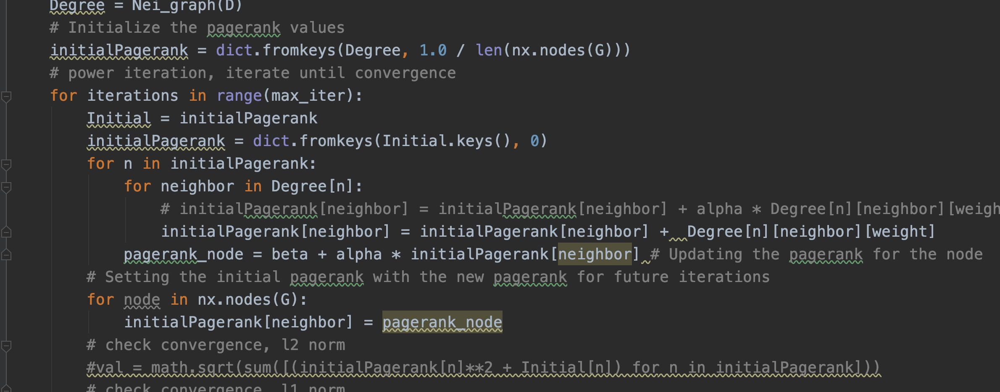 Degree = Nei_graph(D)
# Initialize the pagerank values
initialPagerank = dict.fromkeys(Degree, 1.0 / len(nx.nodes(G)))
# power iteration, iterate until convergence
for iterations in range(max_iter):
Initial = initialPagerank
initialPagerank = dict.fromkeys(Initial.keys(), 0)
for n in initialPagerank:
for neighbor in Degree[n]:
# initialPagerank[neighbor] = initialPagerank[neighbor] + alpha * Degree[n][neighbor][weigh
initialPagerank[neighbor] = initialPagerank[neighbor] +  Degree[n][neighbor][weight]
pagerank_node = beta + alpha * initialPagerank[neighbor] # Updating the pagerank for the node
# Setting the initial pagerank with the new pagerank for future iterations
for node in nx.nodes(G):
initialPagerank[neighbor] = pagerank_node
# check convergence, l2 norm
#val = math.sqrt(sum([(initialPagerank[n]**2 + Initial[n]) for n in initialPagerank]))
# check convergence, l1 norm